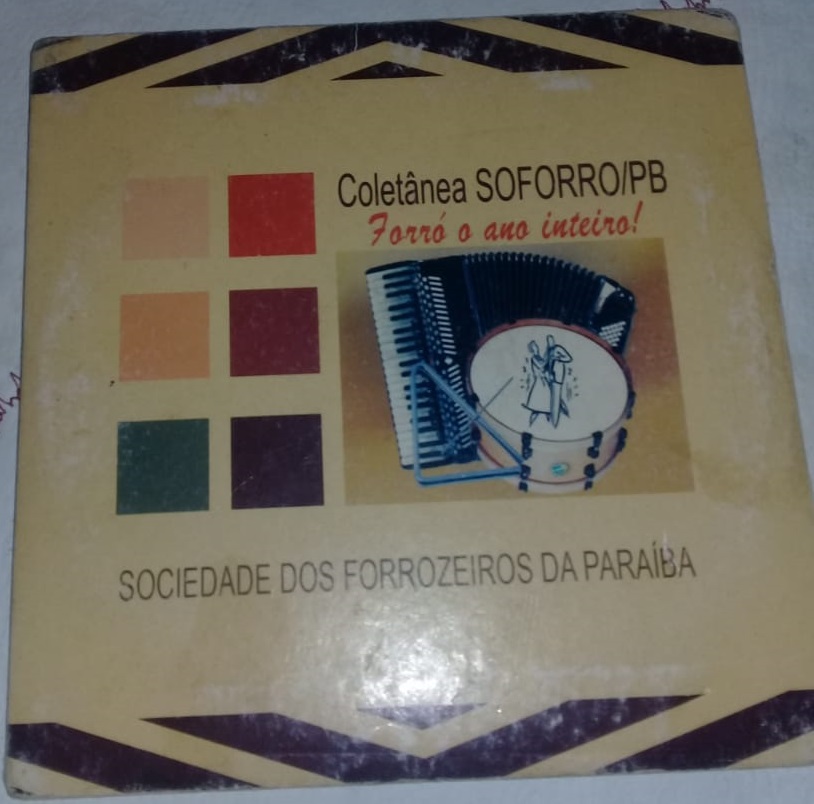 Coletânea SOFORRO/PB
Forró o ano inteiro!
SOCIEDADE DOS FORROZEIROS DA PARAÍBA